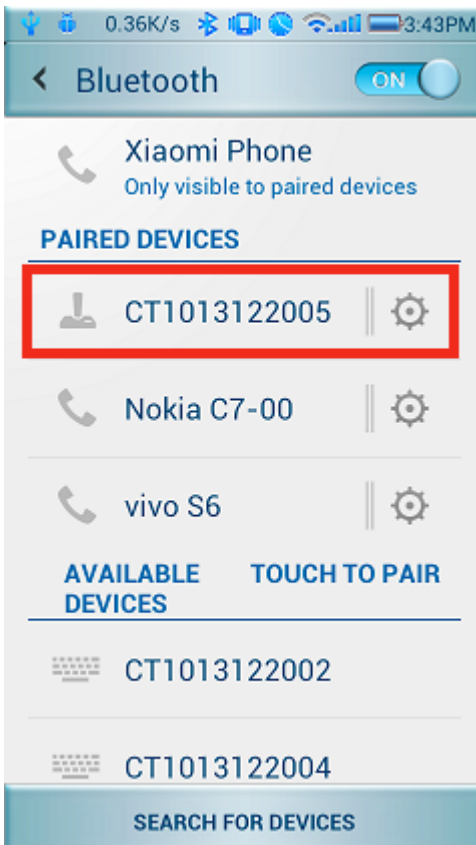 0.36K/s 3:43PM
Bluetooth ON
Xiaomi Phone
Only visible to paired devices
PAIRED DEVICES
CT1013122005
Nokia C7-00
vivo S6
AVAILABLE TOUCH TO PAIR
DEVICES
CT1013122002
CT1013122004
SEARCH FOR DEVICES